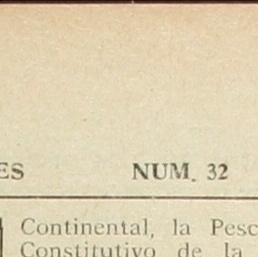 ES NUM. 32
Continental, la Pesc
Constitutivo de la